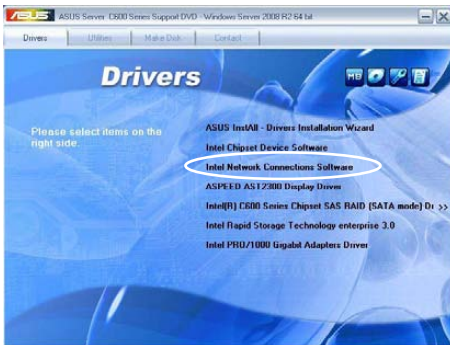 ASUS ASUS Server C600 Series Support DVD - Windows Server 2008 R2 64 bit
Drivers Utilities Make Disk Contact
Drivers
MB
Please select items on the
right side.
ASUS InstAll - Drivers Installation Wizard
Intel Chipset Device Software
Intel Network Connections Software
ASPEED AST2300 Display Driver
Intel(R) C600 Series Chipset SAS RAID (SATA mode) Dr >>
Intel Rapid Storage Technology enterprise 3.0
Intel PRO/1000 Gigabit Adapters Driver